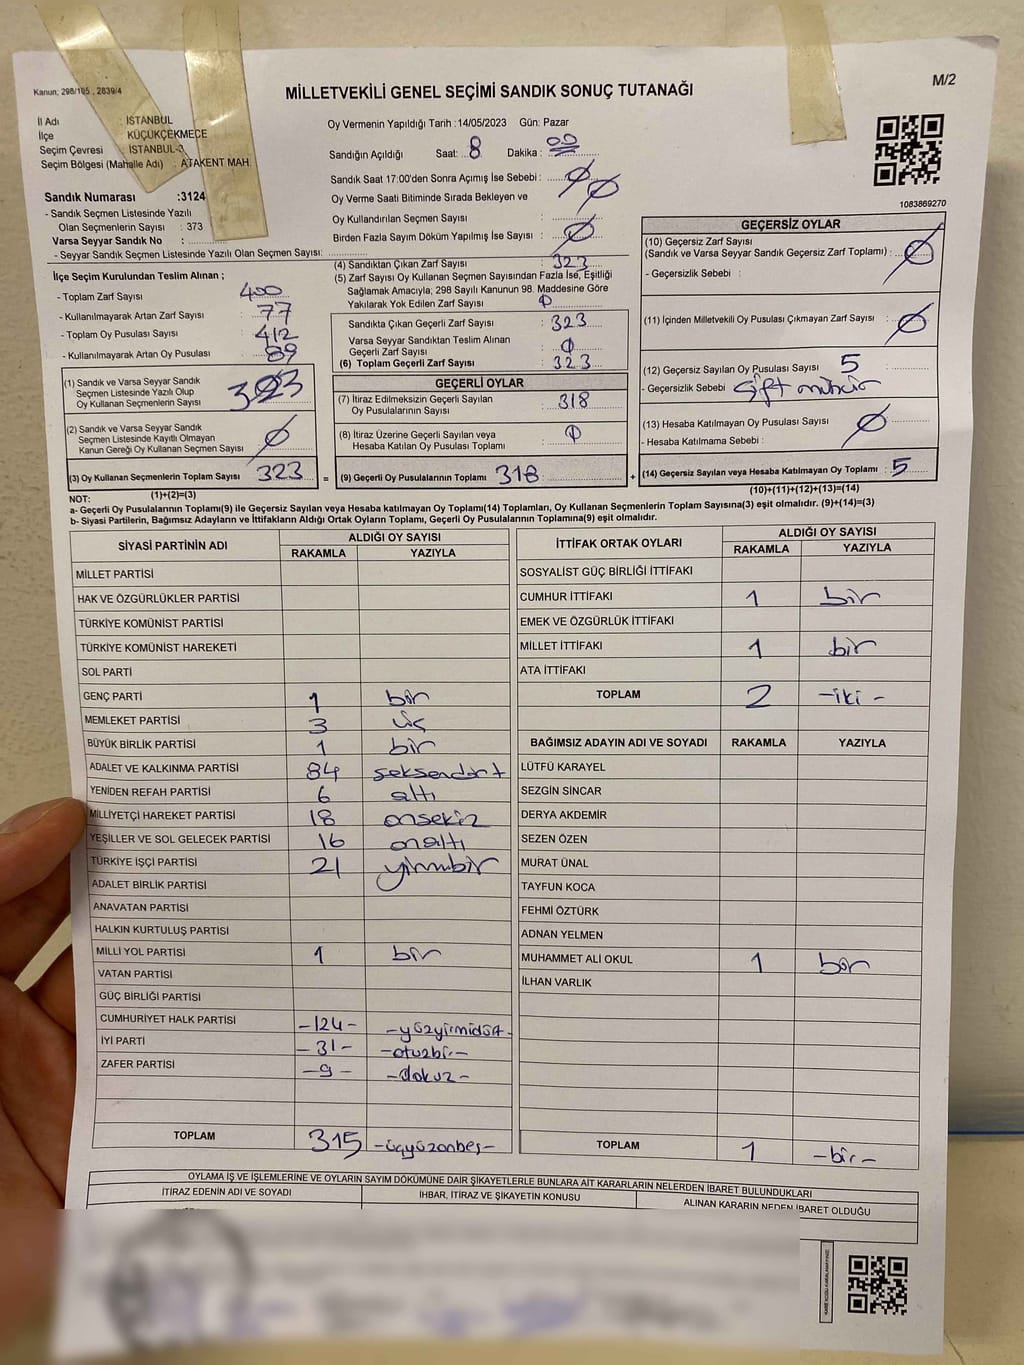 Kanun; 298/105 , 2839/4
MİLLETVEKİLİ GENEL SEÇİMİ SANDIK SONUÇ TUTANAĞI
M/2
İl Adı : İSTANBUL
İlçe : KÜÇÜKÇEKMECE
Seçim Çevresi : İSTANBUL-3
Seçim Bölgesi (Mahalle Adı) : ATAKENT MAH.
Sandık Numarası :3124
- Sandık Seçmen Listesinde Yazılı
Olan Seçmenlerin Sayısı : 373
Varsa Seyyar Sandık No :
- Seyyar Sandık Seçmen Listesinde Yazılı Olan Seçmen Sayısı:
Oy Vermenin Yapıldığı Tarih :14/05/2023 Gün: Pazar
Sandığın Açıldığı Saat: 8 Dakika : 00
Sandık Saat 17:00'den Sonra Açımış İse Sebebi : Ø
Oy Verme Saati Bitiminde Sırada Bekleyen ve Ø
Oy Kullandırılan Seçmen Sayısı :
Birden Fazla Sayım Döküm Yapılmış İse Sayısı : Ø
1083869270
İlçe Seçim Kurulundan Teslim Alınan ;
- Toplam Zarf Sayısı : 400
- Kullanılmayarak Artan Zarf Sayısı : 77
- Toplam Oy Pusulası Sayısı : 412
- Kullanılmayarak Artan Oy Pusulası : 89
(1) Sandık ve Varsa Seyyar Sandık
Seçmen Listesinde Yazılı Olup
Oy Kullanan Seçmenlerin Sayısı : 323
(2) Sandık ve Varsa Seyyar Sandık
Seçmen Listesinde Kayıtlı Olmayan
Kanun Gereği Oy Kullanan Seçmen Sayısı : Ø
(3) Oy Kullanan Seçmenlerin Toplam Sayısı : 323
(1)+(2)=(3)
(4) Sandıktan Çıkan Zarf Sayısı : 323
(5) Zarf Sayısı Oy Kullanan Seçmen Sayısından Fazla İse, Eşitliği
Sağlamak Amacıyla; 298 Sayılı Kanunun 98. Maddesine Göre
Yakılarak Yok Edilen Zarf Sayısı : Ø
Sandıkta Çıkan Geçerli Zarf Sayısı : 323
Varsa Seyyar Sandıktan Teslim Alınan
Geçerli Zarf Sayısı : Ø
(6) Toplam Geçerli Zarf Sayısı : 323
GEÇERLİ OYLAR
(7) İtiraz Edilmeksizin Geçerli Sayılan
Oy Pusulalarının Sayısı : 318
(8) İtiraz Üzerine Geçerli Sayılan veya
Hesaba Katılan Oy Pusulası Toplamı : Ø
= (9) Geçerli Oy Pusulalarının Toplamı : 318
GEÇERSİZ OYLAR
(10) Geçersiz Zarf Sayısı
(Sandık ve Varsa Seyyar Sandık Geçersiz Zarf Toplamı) : Ø
- Geçersizlik Sebebi :
(11) İçinden Milletvekili Oy Pusulası Çıkmayan Zarf Sayısı : Ø
(12) Geçersiz Sayılan Oy Pusulası Sayısı : 5
- Geçersizlik Sebebi : Çift mühür
(13) Hesaba Katılmayan Oy Pusulası Sayısı : Ø
- Hesaba Katılmama Sebebi :
+ (14) Geçersiz Sayılan veya Hesaba Katılmayan Oy Toplamı : 5
(10)+(11)+(12)+(13)=(14)
NOT:
a- Geçerli Oy Pusulalarının Toplamı(9) ile Geçersiz Sayılan veya Hesaba Katılmayan Oy Toplamı(14) Toplamları, Oy Kullanan Seçmenlerin Toplam Sayısına(3) eşit olmalıdır. (9)+(14)=(3)
b- Siyasi Partilerin, Bağımsız Adayların ve İttifakların Aldığı Ortak Oyların Toplamı, Geçerli Oy Pusulalarının Toplamına(9) eşit olmalıdır.
SİYASİ PARTİNİN ADI ALDIĞI OY SAYISI
RAKAMLA YAZIYLA
MİLLET PARTİSİ
HAK VE ÖZGÜRLÜKLER PARTİSİ
TÜRKİYE KOMÜNİST PARTİSİ
TÜRKİYE KOMÜNİST HAREKETİ
SOL PARTİ
GENÇ PARTİ 1 bir
MEMLEKET PARTİSİ 3 üç
BÜYÜK BİRLİK PARTİSİ 1 bir
ADALET VE KALKINMA PARTİSİ 84 seksendört
YENİDEN REFAH PARTİSİ 6 altı
MİLLİYETÇİ HAREKET PARTİSİ 18 onsekiz
YEŞİLLER VE SOL GELECEK PARTİSİ 16 onaltı
TÜRKİYE İŞÇİ PARTİSİ 21 yirmibir
ADALET BİRLİK PARTİSİ
ANAVATAN PARTİSİ
HALKIN KURTULUŞ PARTİSİ
MİLLİ YOL PARTİSİ 1 bir
VATAN PARTİSİ
GÜÇ BİRLİĞİ PARTİSİ
CUMHURİYET HALK PARTİSİ -124- -yüzyirmidört-
İYİ PARTİ -31- -otuzbir-
ZAFER PARTİSİ -9- -dokuz-
TOPLAM 315 -üçyüzonbeş-
İTTİFAK ORTAK OYLARI ALDIĞI OY SAYISI
RAKAMLA YAZIYLA
SOSYALİST GÜÇ BİRLİĞİ İTTİFAKI
CUMHUR İTTİFAKI 1 bir
EMEK VE ÖZGÜRLÜK İTTİFAKI
MİLLET İTTİFAKI 1 bir
ATA İTTİFAKI
TOPLAM 2 -iki-
BAĞIMSIZ ADAYIN ADI VE SOYADI RAKAMLA YAZIYLA
LÜTFÜ KARAYEL
SEZGİN SİNCAR
DERYA AKDEMİR
SEZEN ÖZEN
MURAT ÜNAL
TAYFUN KOCA
FEHMİ ÖZTÜRK
ADNAN YELMEN
MUHAMMET ALİ OKUL 1 bir
İLHAN VARLIK
TOPLAM 1 -bir-
OYLAMA İŞ VE İŞLEMLERİNE VE OYLARIN SAYIM DÖKÜMÜNE DAİR ŞİKAYETLERLE BUNLARA AİT KARARLARIN NELERDEN İBARET BULUNDUKLARI
İTİRAZ EDENİN ADI VE SOYADI İHBAR, İTİRAZ VE ŞİKAYETİN KONUSU ALINAN KARARIN NEDEN İBARET OLDUĞU